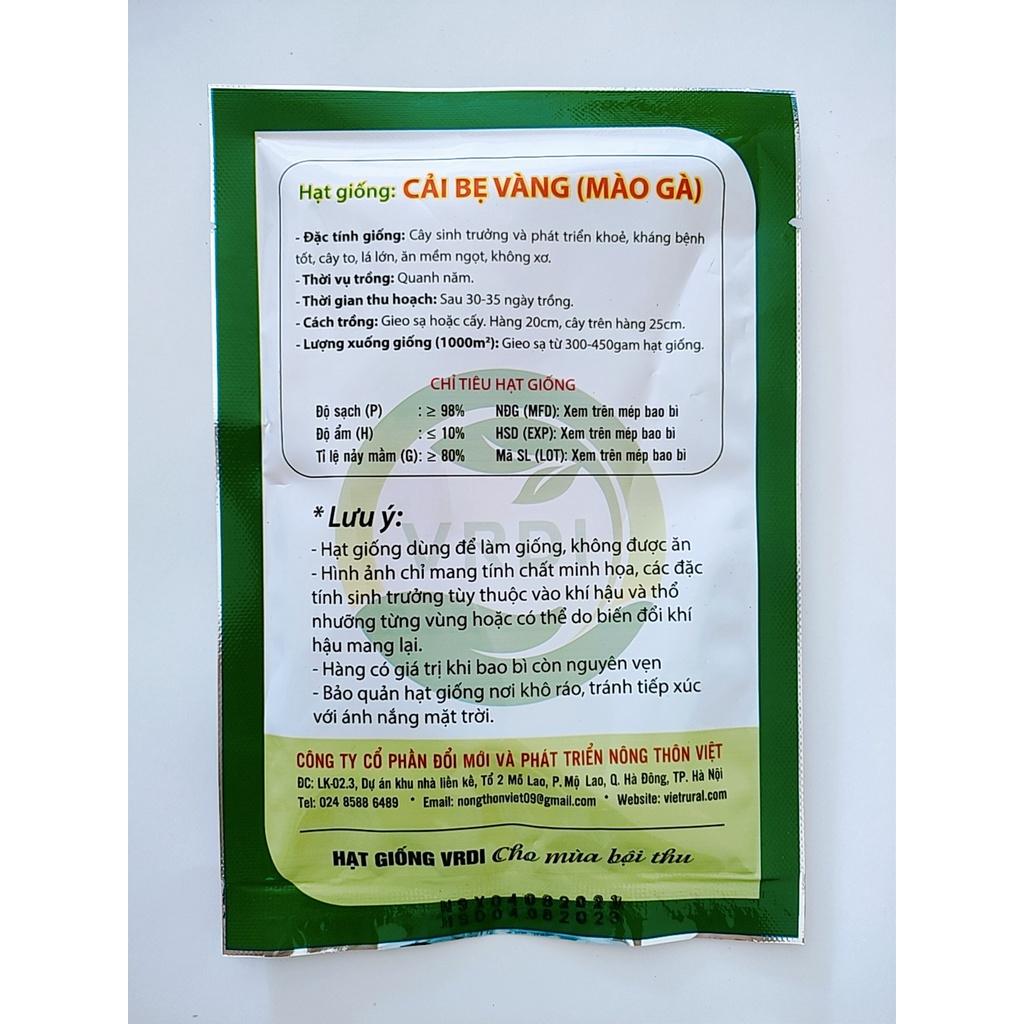 Hạt giống: CẢI BẸ VÀNG (MÀO GÀ)
- Đặc tính giống: Cây sinh trưởng và phát triển khoẻ, kháng bệnh
tốt, cây to, lá lớn, ăn mềm ngọt, không xơ.
- Thời vụ trồng: Quanh năm.
- Thời gian thu hoạch: Sau 30-35 ngày trồng.
- Cách trồng: Gieo sạ hoặc cấy. Hàng 20cm, cây trên hàng 25cm.
- Lượng xuống giống (1000m²): Gieo sạ từ 300-450gam hạt giống.
CHỈ TIÊU HẠT GIỐNG
Độ sạch (P) : ≥ 98% NĐG (MFD): Xem trên mép bao bì
Độ ẩm (H) : ≤ 10% HSD (EXP): Xem trên mép bao bì
Tỉ lệ nảy mầm (G): ≥ 80% Mã SL (LOT): Xem trên mép bao bì
VRDI
* Lưu ý:
- Hạt giống dùng để làm giống, không được ăn
- Hình ảnh chỉ mang tính chất minh họa, các đặc
tính sinh trưởng tùy thuộc vào khí hậu và thổ
nhưỡng từng vùng hoặc có thể do biến đổi khí
hậu mang lại.
- Hàng có giá trị khi bao bì còn nguyên vẹn
- Bảo quản hạt giống nơi khô ráo, tránh tiếp xúc
với ánh nắng mặt trời.
CÔNG TY CỔ PHẦN ĐỔI MỚI VÀ PHÁT TRIỂN NÔNG THÔN VIỆT
ĐC: LK-02.3, Dự án khu nhà liền kề, Tổ 2 Mỗ Lao, P. Mộ Lao, Q. Hà Đông, TP. Hà Nội
Tel: 024 8588 6489 * Email: nongthonviet09@gmail.com * Website: vietrural.com
HẠT GIỐNG VRDI Cho mùa bội thu